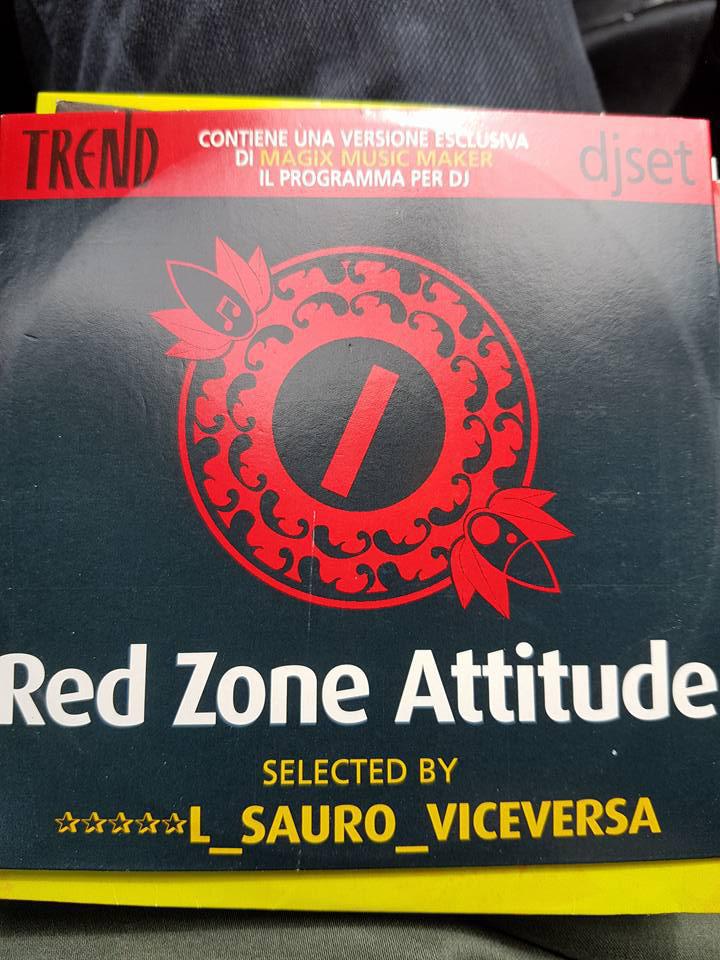 TREND
CONTIENE UNA VERSIONE ESCLUSIVA
DI MAGIX MUSIC MAKER
IL PROGRAMMA PER DJ
djset
Red Zone Attitude
SELECTED BY
☆☆☆☆☆L_SAURO_VICEVERSA